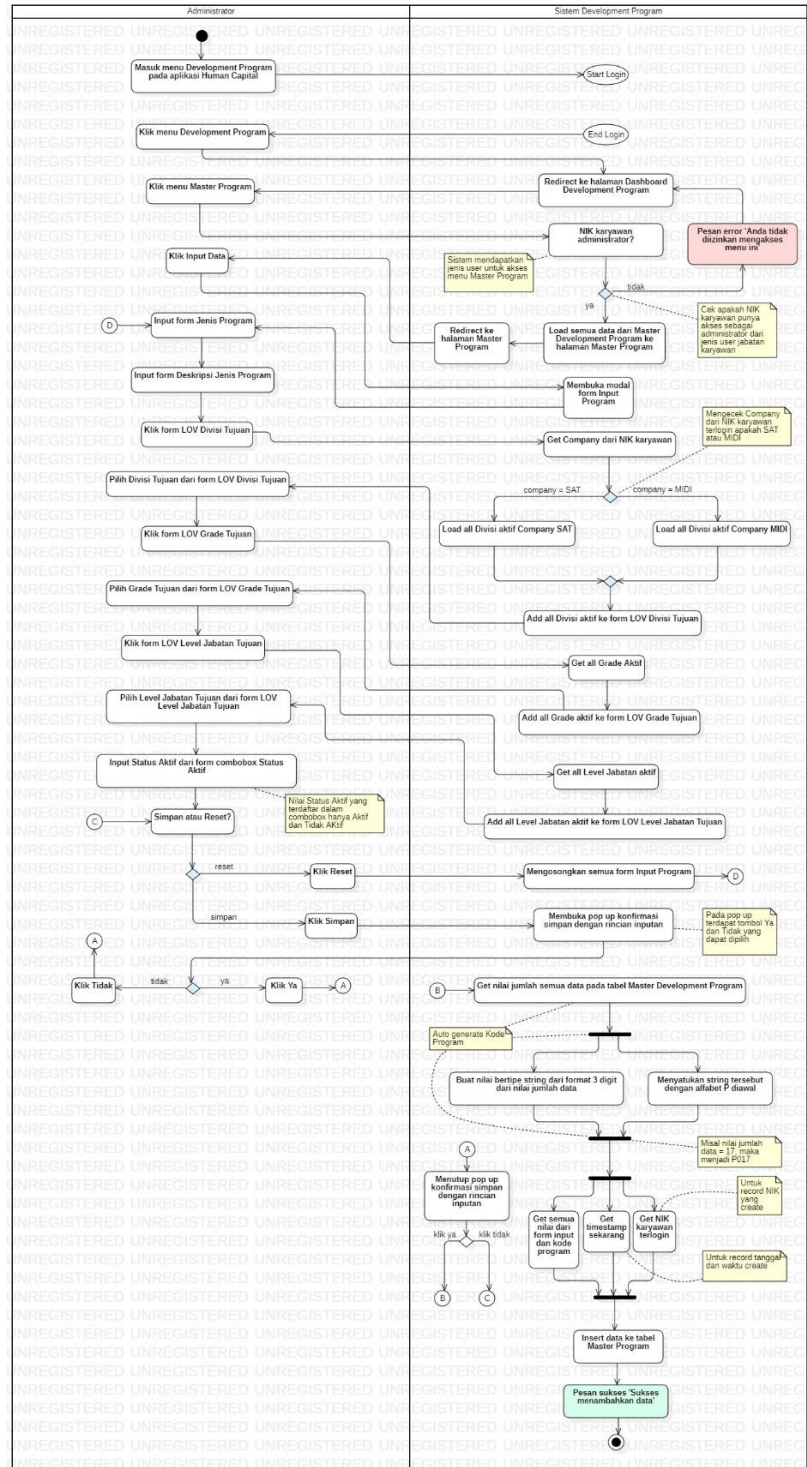 Administrator
Sistem Development Program
Masuk menu Development Program
pada aplikasi Human Capital
Start Login
Klik menu Development Program
End Login
Klik menu Master Program
Redirect ke halaman Dashboard
Development Program
NIK karyawan
administrator?
Pesan error 'Anda tidak
diizinkan mengakses
menu ini'
Klik Input Data
Sistem mendapatkan
jenis user untuk akses
menu Master Program
tidak
ya
Cek apakah NIK
karyawan punya
akses sebagai
administrator dari
jenis user jabatan
karyawan
D
Input form Jenis Program
Redirect ke
halaman Master
Program
Load semua data dari Master
Development Program ke
halaman Master Program
Input form Deskripsi Jenis Program
Membuka modal
form Input
Program
Klik form LOV Divisi Tujuan
Get Company dari NIK karyawan
Mengecek Company
dari NIK karyawan
terlogin apakah SAT
atau MIDI
Pilih Divisi Tujuan dari form LOV Divisi Tujuan
company = SAT
company = MIDI
Klik form LOV Grade Tujuan
Load all Divisi aktif Company SAT
Load all Divisi aktif Company MIDI
Pilih Grade Tujuan dari form LOV Grade Tujuan
Add all Divisi aktif ke form LOV Divisi Tujuan
Klik form LOV Level Jabatan Tujuan
Get all Grade Aktif
Pilih Level Jabatan Tujuan dari form LOV
Level Jabatan Tujuan
Add all Grade aktif ke form LOV Grade Tujuan
Input Status Aktif dari form combobox Status
Aktif
Get all Level Jabatan aktif
Nilai Status Aktif yang
terdaftar dalam
combobox hanya Aktif
dan Tidak AKtif
C
Simpan atau Reset?
Add all Level Jabatan aktif ke form LOV Level Jabatan Tujuan
reset
Klik Reset
Mengosongkan semua form Input Program
D
simpan
Klik Simpan
Membuka pop up konfirmasi
simpan dengan rincian
inputan
Pada pop up
terdapat tombol Ya
dan Tidak yang
dapat dipilih
A
Klik Tidak
tidak
ya
Klik Ya
A
B
Get nilai jumlah semua data pada tabel Master Development Program
Auto generate Kode
Program
Buat nilai bertipe string dari format 3 digit
dari nilai jumlah data
Menyatukan string tersebut
dengan alfabet P diawal
Misal nilai jumlah
data = 17, maka
menjadi P017
A
Menutup pop up
konfirmasi simpan
dengan rincian
inputan
Untuk
record NIK
yang
create
Get semua
nilai dari
form input
dan kode
program
Get
timestamp
sekarang
Get NIK
karyawan
terlogin
klik ya
klik tidak
Untuk record tanggal
dan waktu create
B
C
Insert data ke tabel
Master Program
Pesan sukses 'Sukses
menambahkan data'
UNREGISTERED